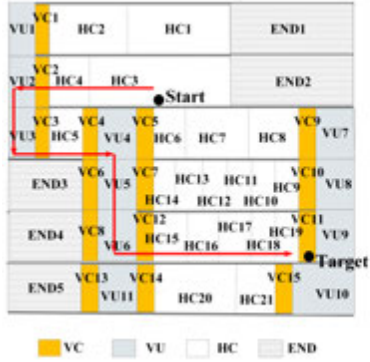 VU1 VC1 HC2 HC1 END1
VU2 VC2 HC4 HC3 END2
Start
VU3 VC3 HC5 VC4 VU4 VC5 HC6 HC7 HC8 VC9 VU7
END3 VC6 VU5 VC7 HC14 HC13 HC12 HC11 HC10 HC9 VC10 VU8
END4 VC8 VU6 VC12 HC15 HC16 HC17 HC18 HC19 VC11 VU9
Target
END5 VC13 VU11 VC14 HC20 HC21 VC15 VU10
VC VU HC END